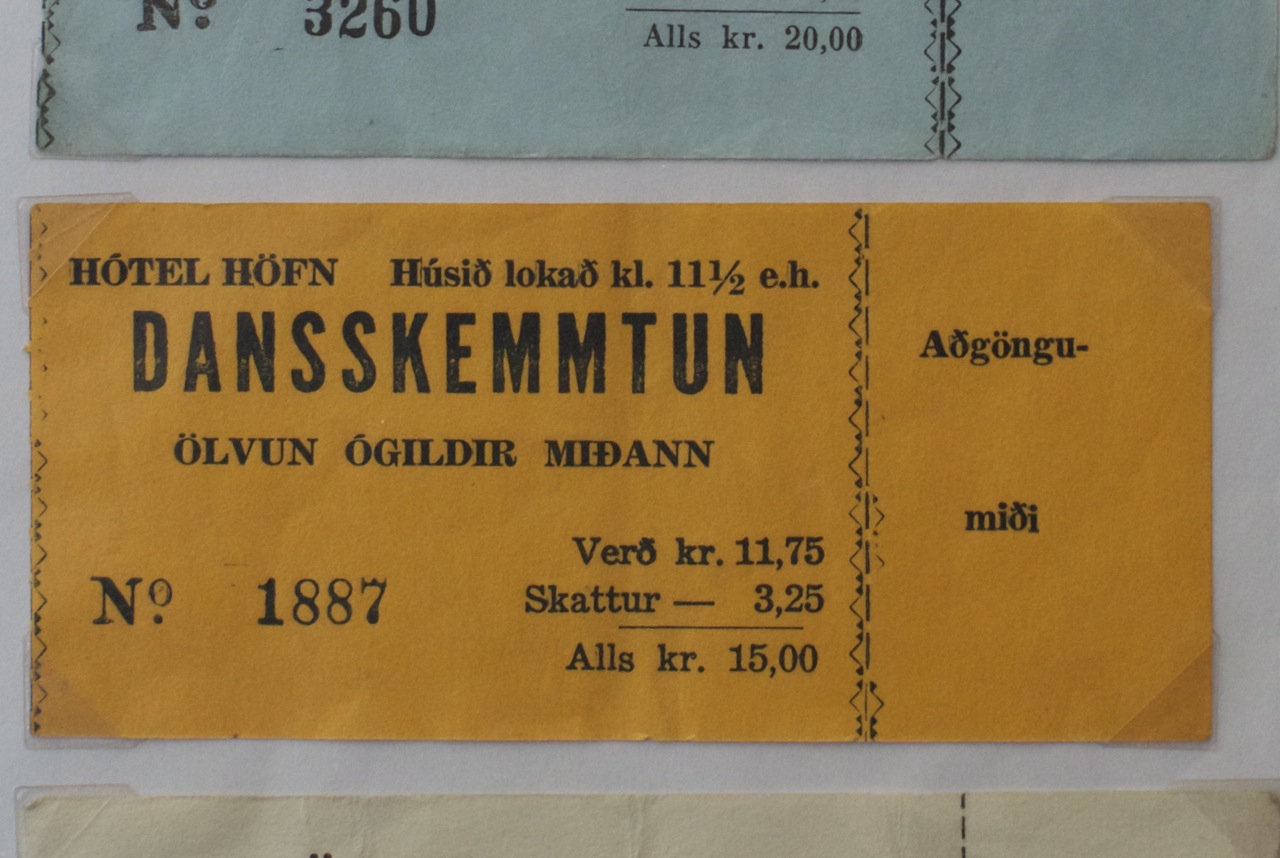 Nº 3260
Alls kr. 20,00
HÓTEL HÖFN Húsið lokað kl. 11½ e.h.
DANSSKEMMTUN
ÖLVUN ÓGILDIR MIÐANN
Verð kr. 11,75
Nº 1887
Skattur — 3,25
Alls kr. 15,00
Aðgöngu-
miði